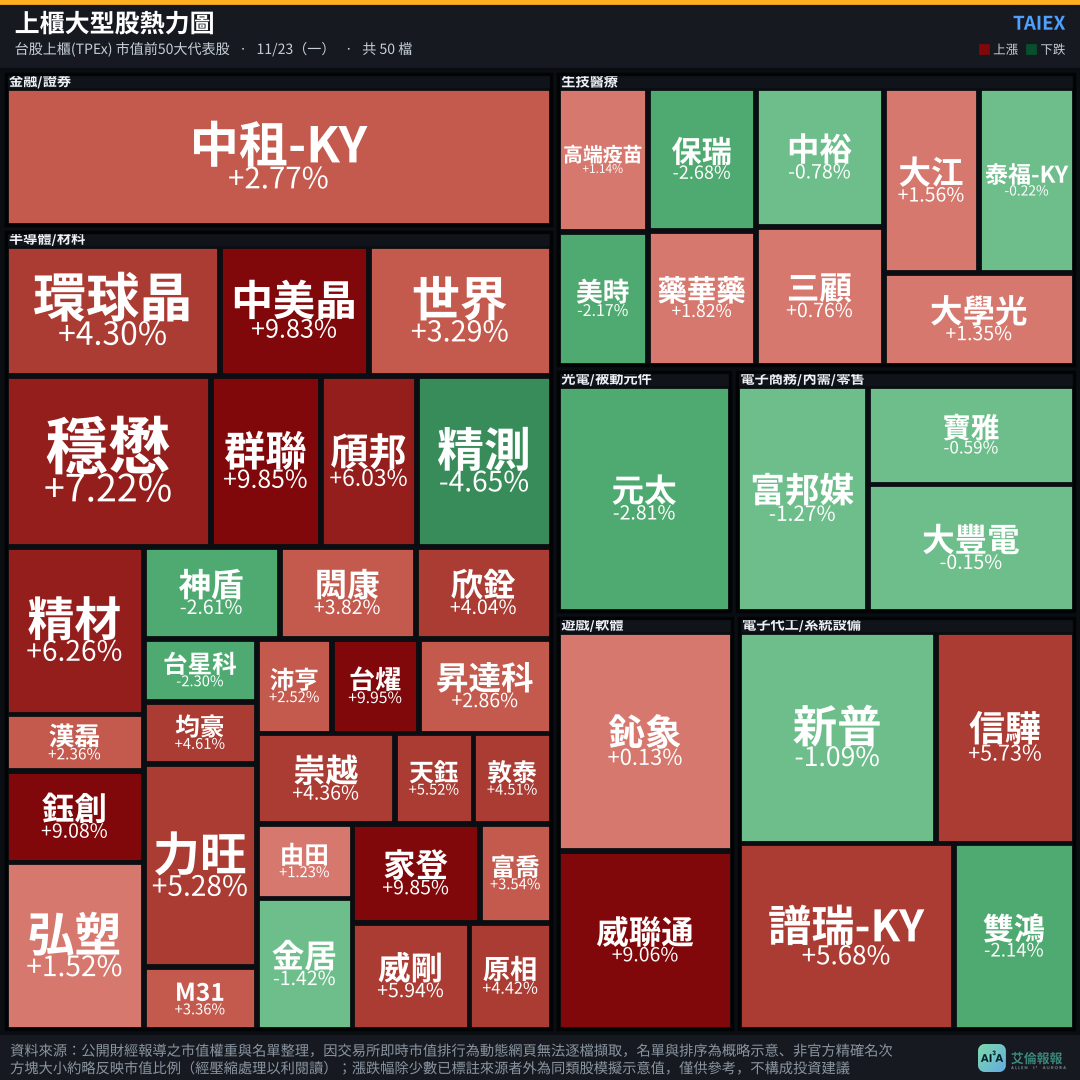 上櫃大型股熱力圖
TAIEX
台股上櫃(TPEx) 市值前50大代表股 · 11/23（一） · 共 50 檔
上漲 下跌
金融/證券
中租-KY
+2.77%
半導體/材料
環球晶
+4.30%
中美晶
+9.83%
世界
+3.29%
穩懋
+7.22%
群聯
+9.85%
頎邦
+6.03%
精測
-4.65%
精材
+6.26%
神盾
-2.61%
閎康
+3.82%
欣銓
+4.04%
台星科
-2.30%
沛亨
+2.52%
台燿
+9.95%
昇達科
+2.86%
漢磊
+2.36%
均豪
+4.61%
崇越
+4.36%
天鈺
+5.52%
敦泰
+4.51%
鈺創
+9.08%
力旺
+5.28%
由田
+1.23%
家登
+9.85%
富喬
+3.54%
弘塑
+1.52%
金居
-1.42%
威剛
+5.94%
原相
+4.42%
M31
+3.36%
生技醫療
高端疫苗
+1.14%
保瑞
-2.68%
中裕
-0.78%
大江
+1.56%
泰福-KY
-0.22%
美時
-2.17%
藥華藥
+1.82%
三顧
+0.76%
大學光
+1.35%
光電/被動元件
元太
-2.81%
電子商務/內需/零售
富邦媒
-1.27%
寶雅
-0.59%
大豐電
-0.15%
遊戲/軟體
鈊象
+0.13%
威聯通
+9.06%
電子代工/系統設備
新普
-1.09%
信驊
+5.73%
譜瑞-KY
+5.68%
雙鴻
-2.14%
資料來源：公開財經報導之市值權重與名單整理，因交易所即時市值排行為動態網頁無法逐檔擷取，名單與排序為概略示意、非官方精確名次
方塊大小約略反映市值比例（經壓縮處理以利閱讀）；漲跌幅除少數已標註來源者外為同類股模擬示意值，僅供參考，不構成投資建議
AI²A 艾倫報報
ALLEN AURORA